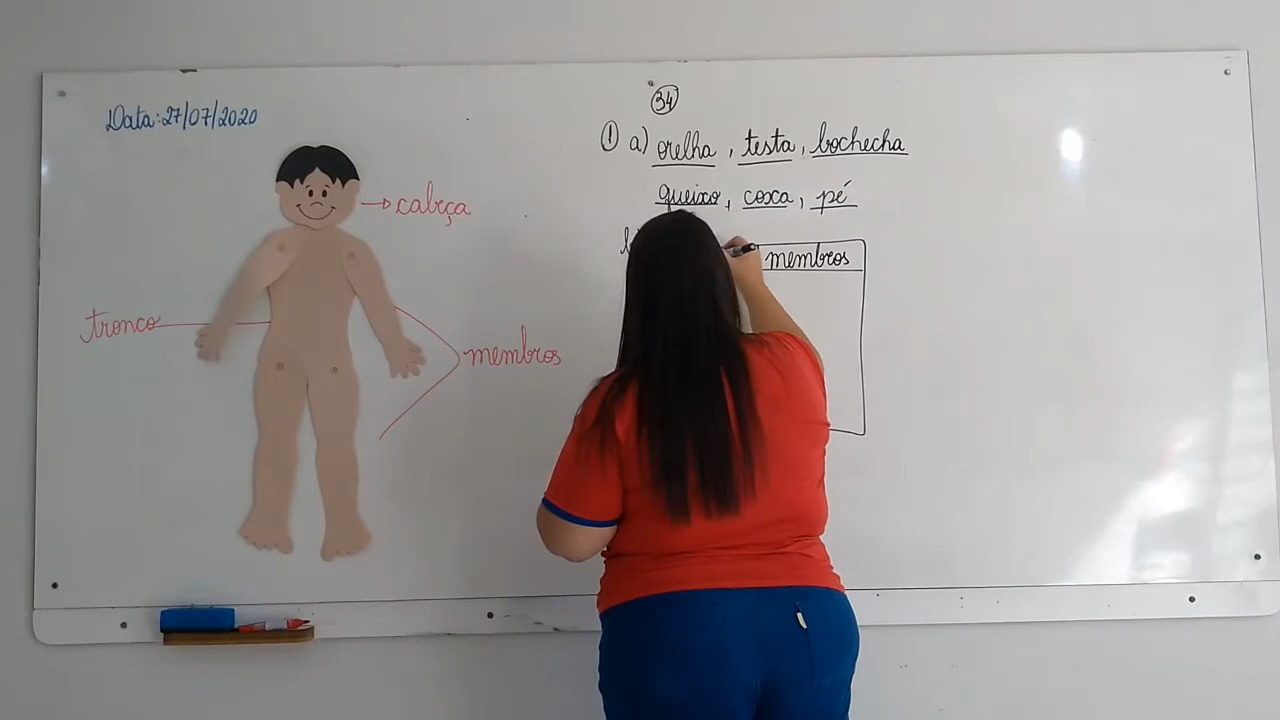 Data: 27/07/2020
cabeça
tronco
membros
34
① a) orelha, testa, bochecha
queixo, coxa, pé
membros